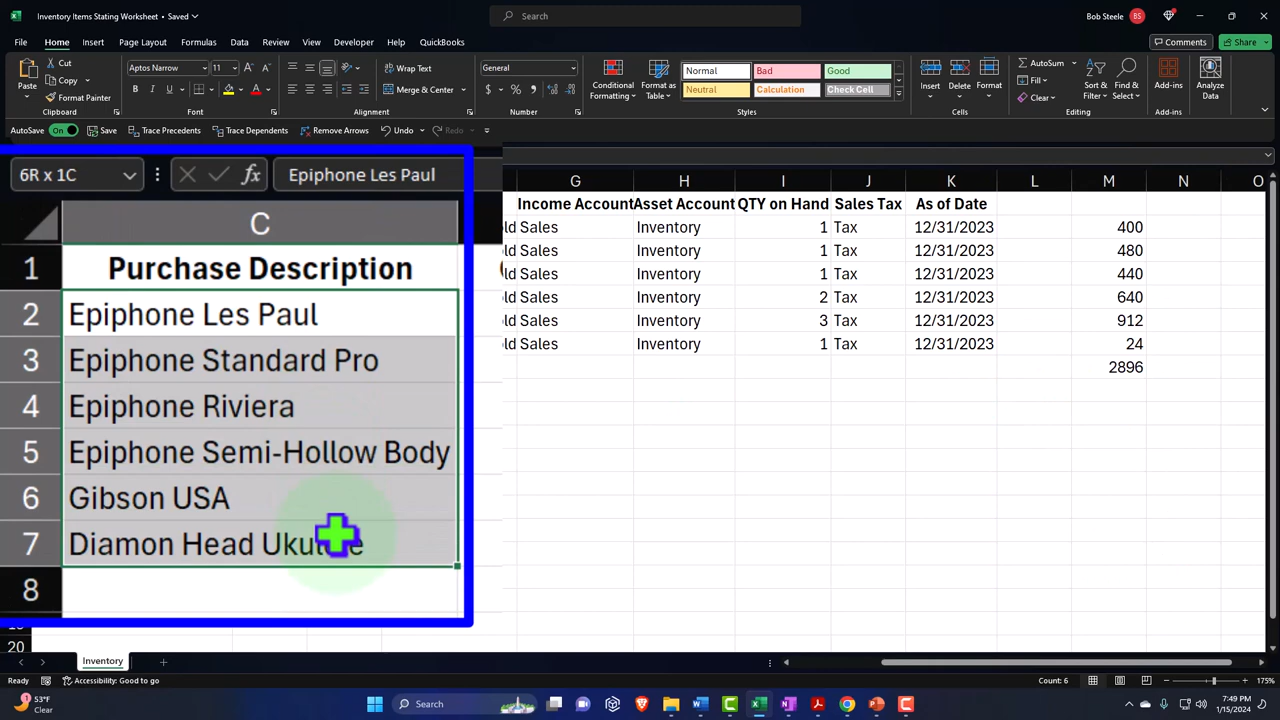 Inventory Items Stating Worksheet • Saved
Search
Bob Steele BS
File Home Insert Page Layout Formulas Data Review View Developer Help QuickBooks
Comments Share
Paste Cut Copy Format Painter
Clipboard
Aptos Narrow 11
B I U
Font
Wrap Text
Merge & Center
Alignment
General
$ % 9
Number
Conditional Formatting
Format as Table
Normal Bad Good
Neutral Calculation Check Cell
Styles
Insert Delete Format
Cells
AutoSum
Fill
Clear
Sort & Filter
Find & Select
Editing
Add-ins
Add-ins
Analyze Data
AutoSave On Save Trace Precedents Trace Dependents Remove Arrows Undo Redo
6R x 1C fx Epiphone Les Paul
C
1 Purchase Description
2 Epiphone Les Paul
3 Epiphone Standard Pro
4 Epiphone Riviera
5 Epiphone Semi-Hollow Body
6 Gibson USA
7 Diamon Head
8
G H I J K L M N O
Income Account Asset Account QTY on Hand Sales Tax As of Date
ld Sales Inventory 1 Tax 12/31/2023 400
ld Sales Inventory 1 Tax 12/31/2023 480
ld Sales Inventory 1 Tax 12/31/2023 440
ld Sales Inventory 2 Tax 12/31/2023 640
ld Sales Inventory 3 Tax 12/31/2023 912
ld Sales Inventory 1 Tax 12/31/2023 24
2896
20
Inventory
Ready Accessibility: Good to go Count: 6 175%
1 53°F
Clear
Search
7:49 PM
1/15/2024